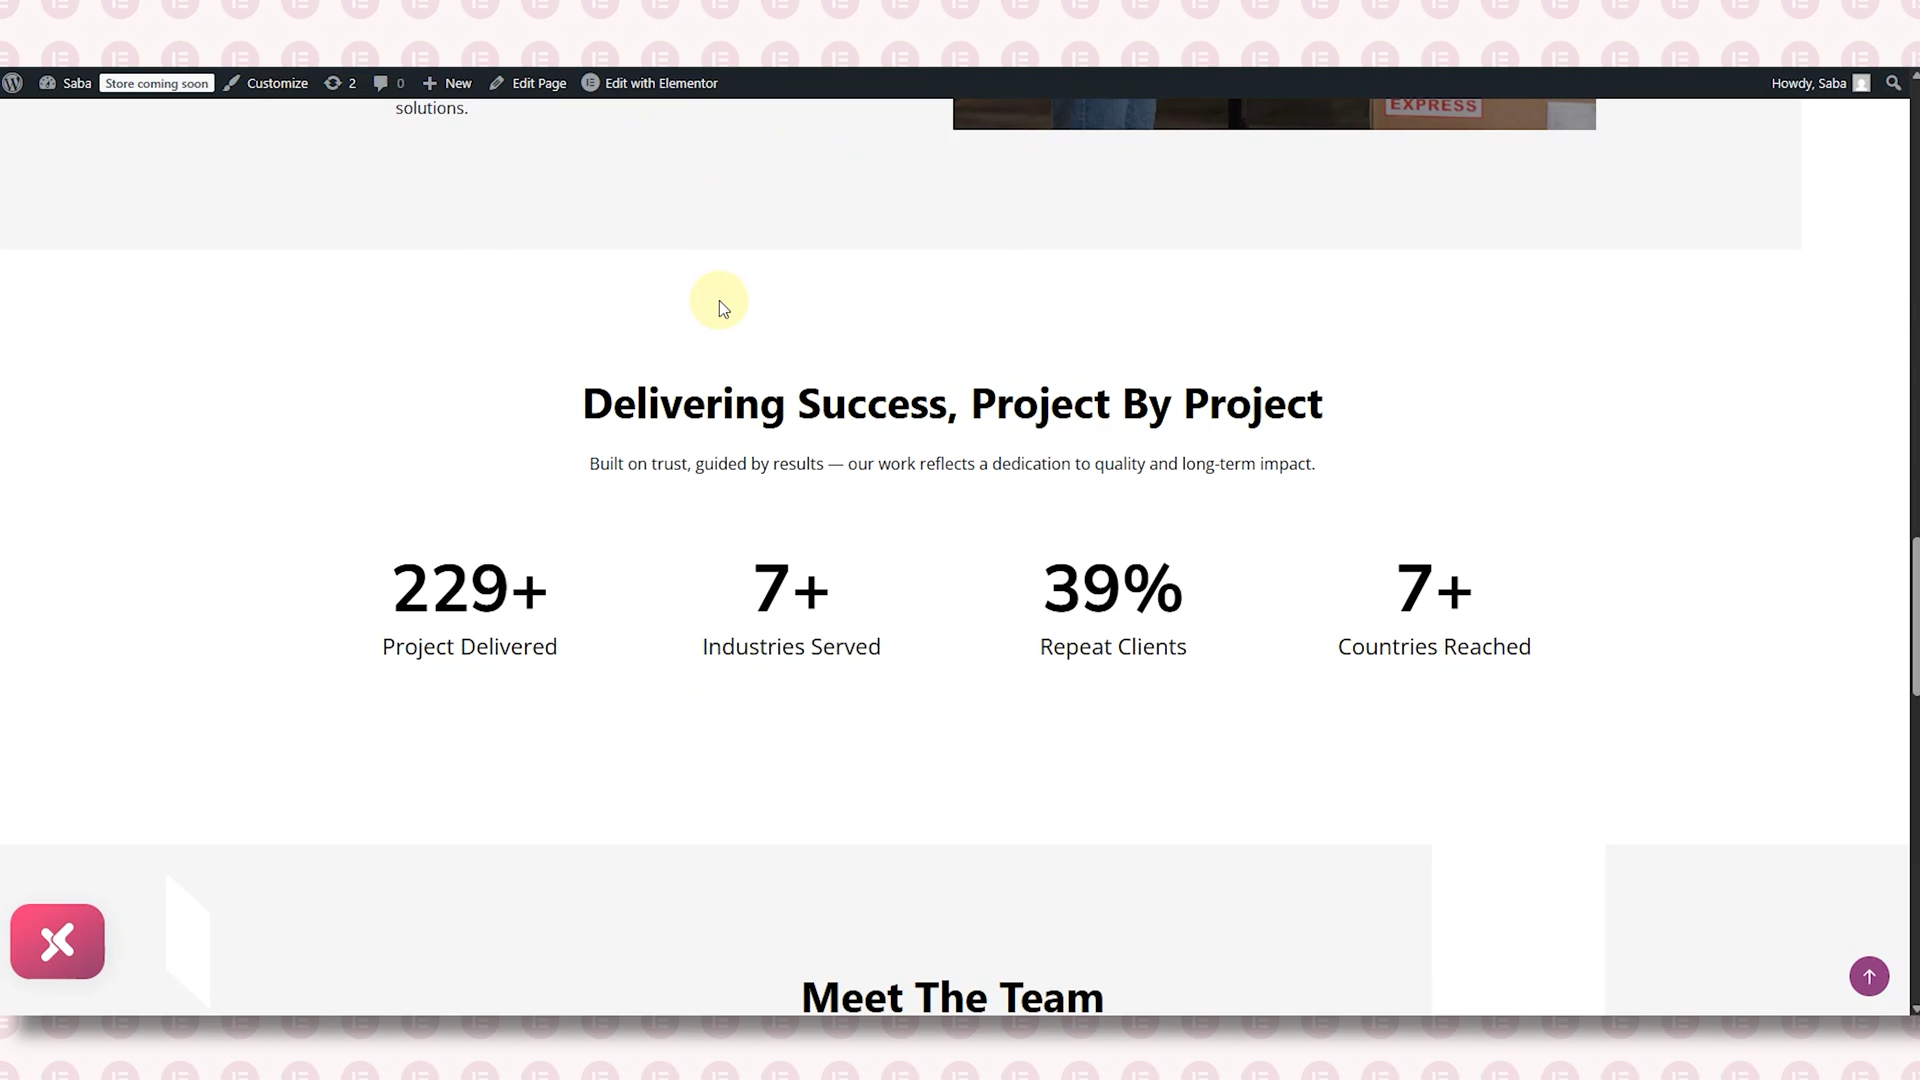 Saba Store coming soon Customize 2 0 New Edit Page Edit with Elementor Howdy, Saba
solutions.
EXPRESS
Delivering Success, Project By Project
Built on trust, guided by results — our work reflects a dedication to quality and long-term impact.
229+ 7+ 39% 7+
Project Delivered Industries Served Repeat Clients Countries Reached
Meet The Team